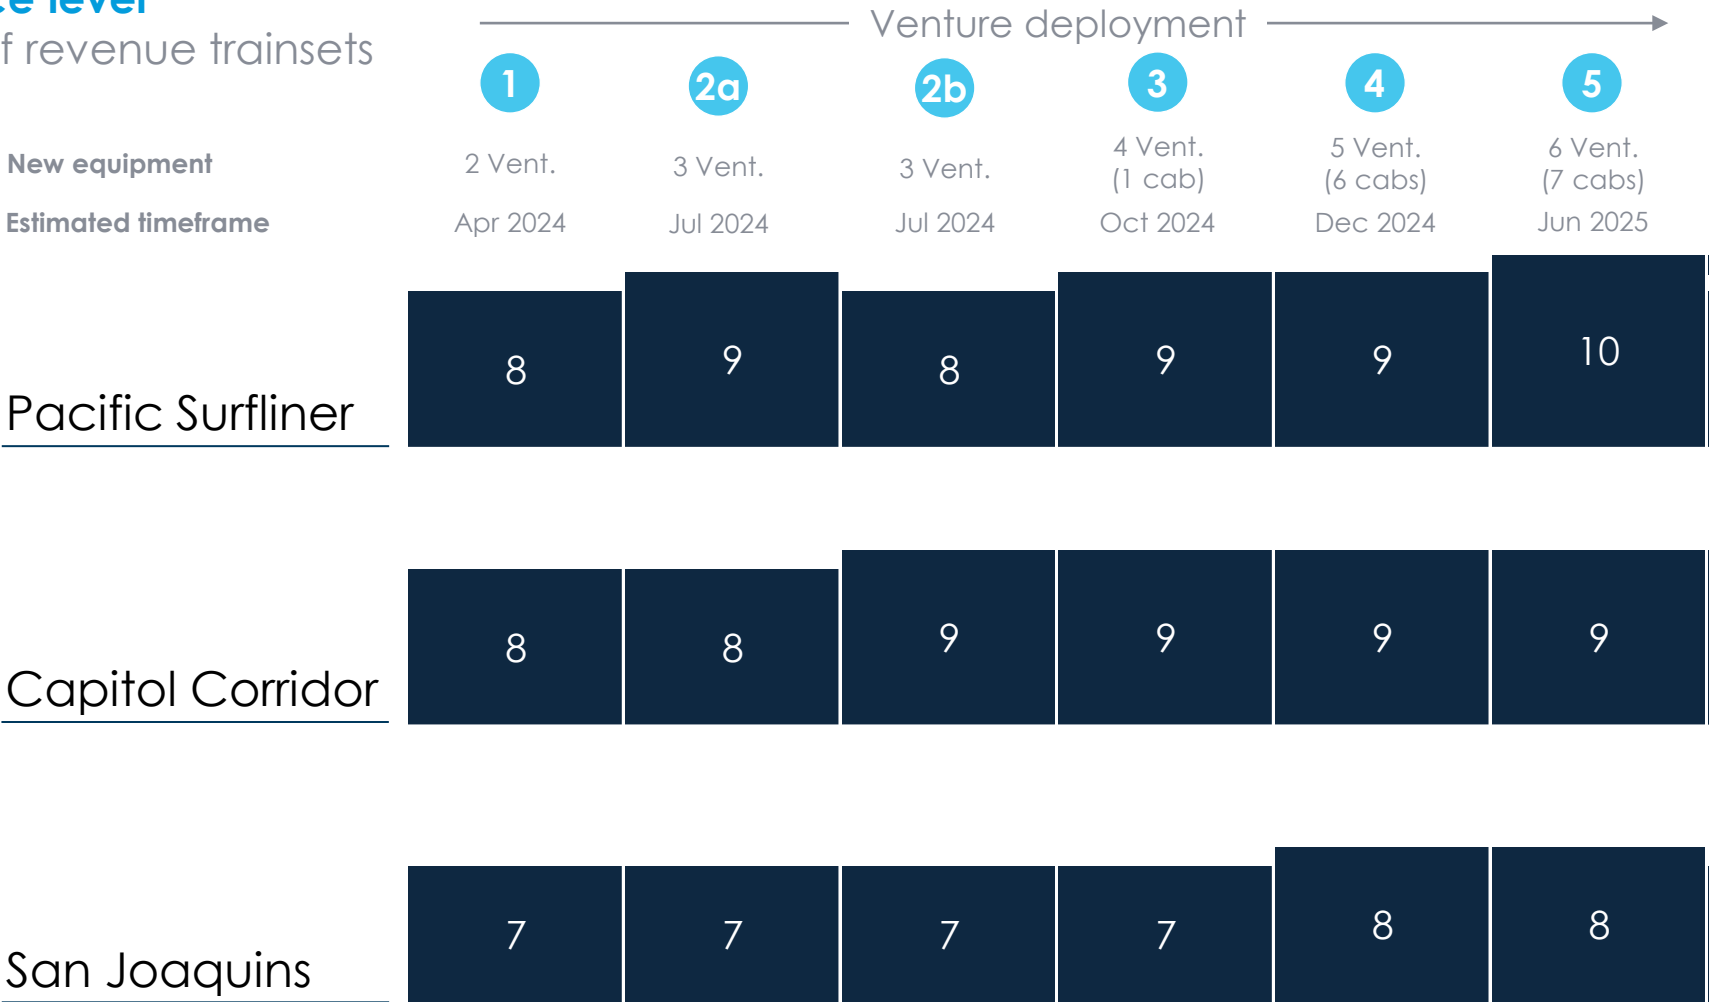 level
revenue trainsets
Venture deployment
1 2a 2b 3 4 5
New equipment 2 Vent. 3 Vent. 3 Vent. 4 Vent. (1 cab) 5 Vent. (6 cabs) 6 Vent. (7 cabs)
Estimated timeframe Apr 2024 Jul 2024 Jul 2024 Oct 2024 Dec 2024 Jun 2025
Pacific Surfliner 8 9 8 9 9 10
Capitol Corridor 8 8 9 9 9 9
San Joaquins 7 7 7 7 8 8